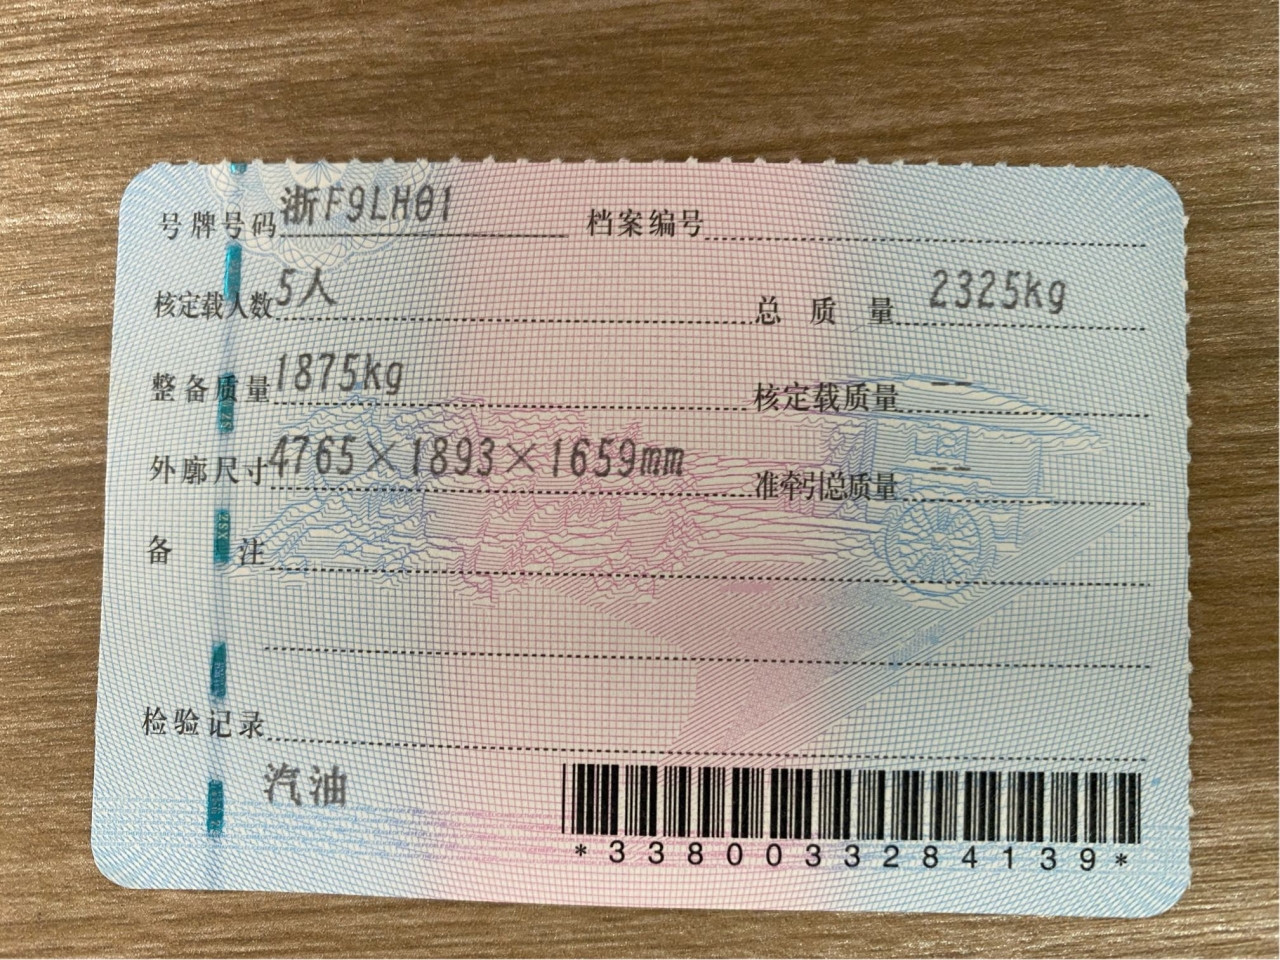 号牌号码 浙F9LH01 档案编号
核定载人数 5人 总质量 2325kg
整备质量 1875kg 核定载质量 --
外廓尺寸 4765×1893×1659mm 准牵引总质量 --
备注
检验记录
汽油
*3380033284139*